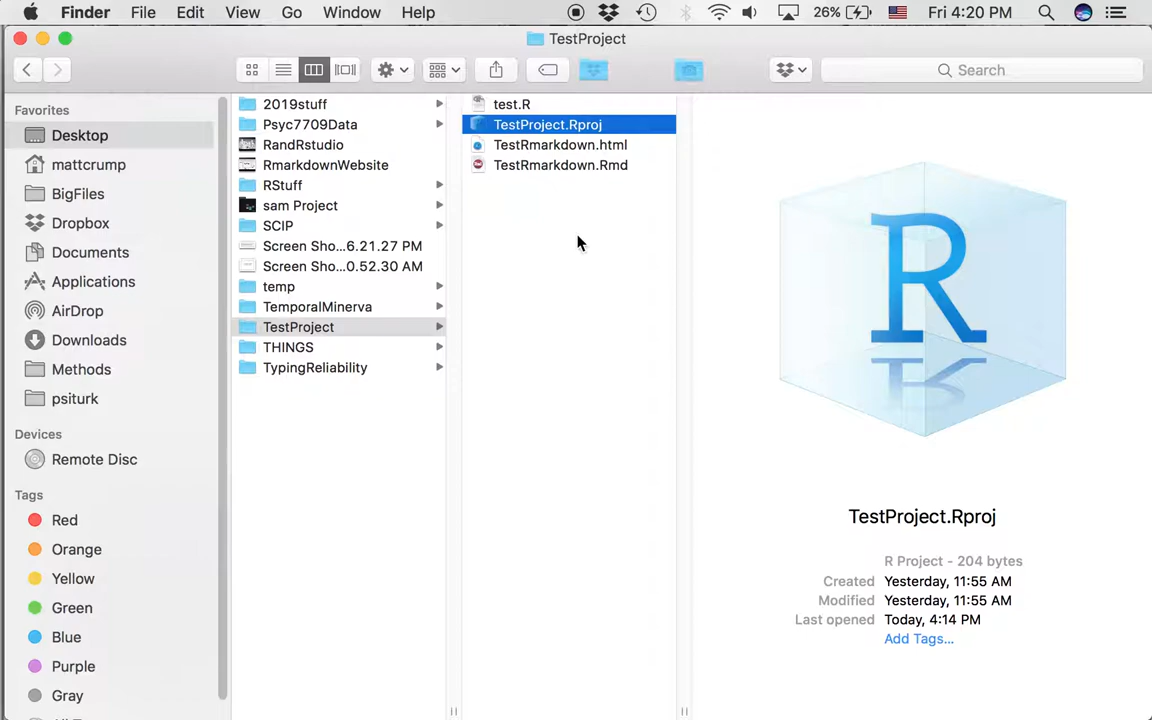 Finder File Edit View Go Window Help 26% Fri 4:20 PM
TestProject
Search
Favorites
Desktop
mattcrump
BigFiles
Dropbox
Documents
Applications
AirDrop
Downloads
Methods
psiturk
Devices
Remote Disc
Tags
Red
Orange
Yellow
Green
Blue
Purple
Gray
2019stuff
Psyc7709Data
RandRstudio
RmarkdownWebsite
RStuff
sam Project
SCIP
Screen Sho...6.21.27 PM
Screen Sho...0.52.30 AM
temp
TemporalMinerva
TestProject
THINGS
TypingReliability
test.R
TestProject.Rproj
TestRmarkdown.html
TestRmarkdown.Rmd
R
TestProject.Rproj
R Project - 204 bytes
Created Yesterday, 11:55 AM
Modified Yesterday, 11:55 AM
Last opened Today, 4:14 PM
Add Tags...